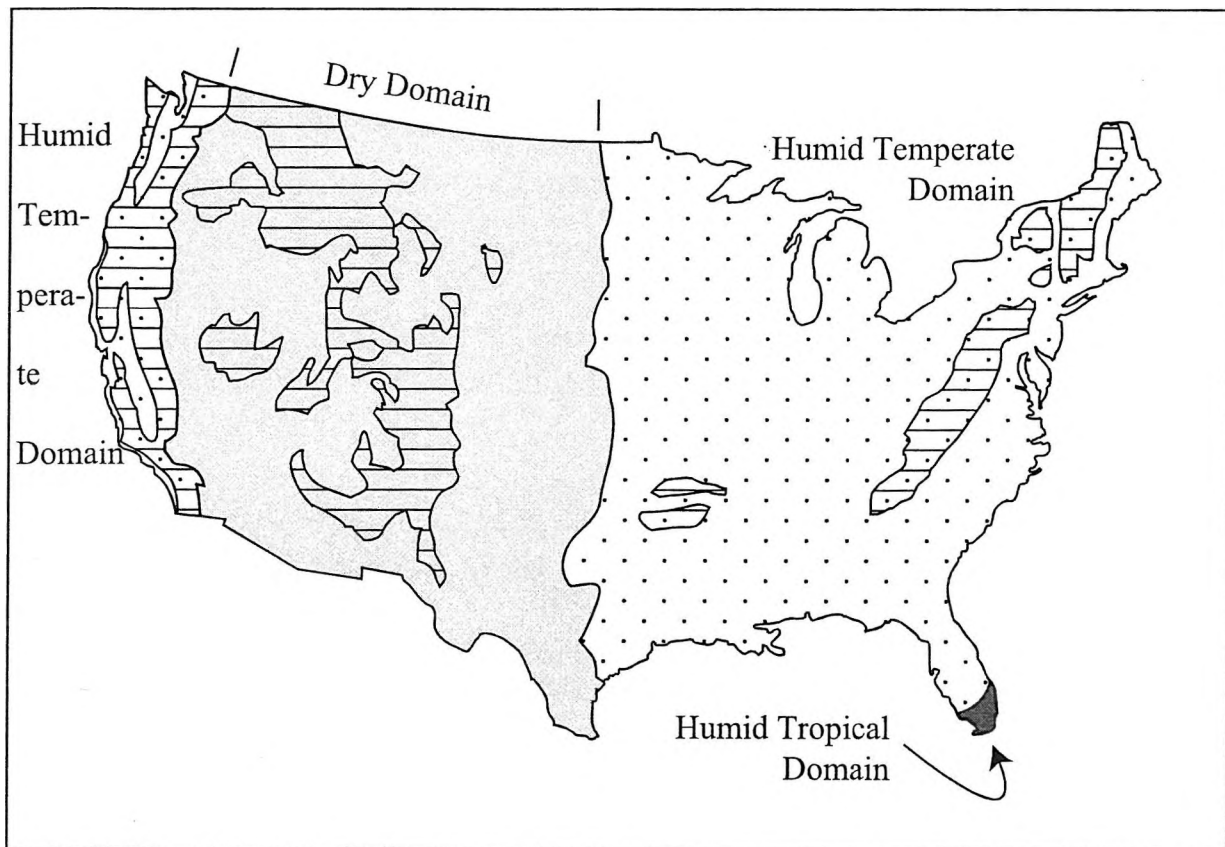 Dry Domain
Humid
Tem-
pera-
te
Domain
Humid Temperate
Domain
Humid Tropical
Domain